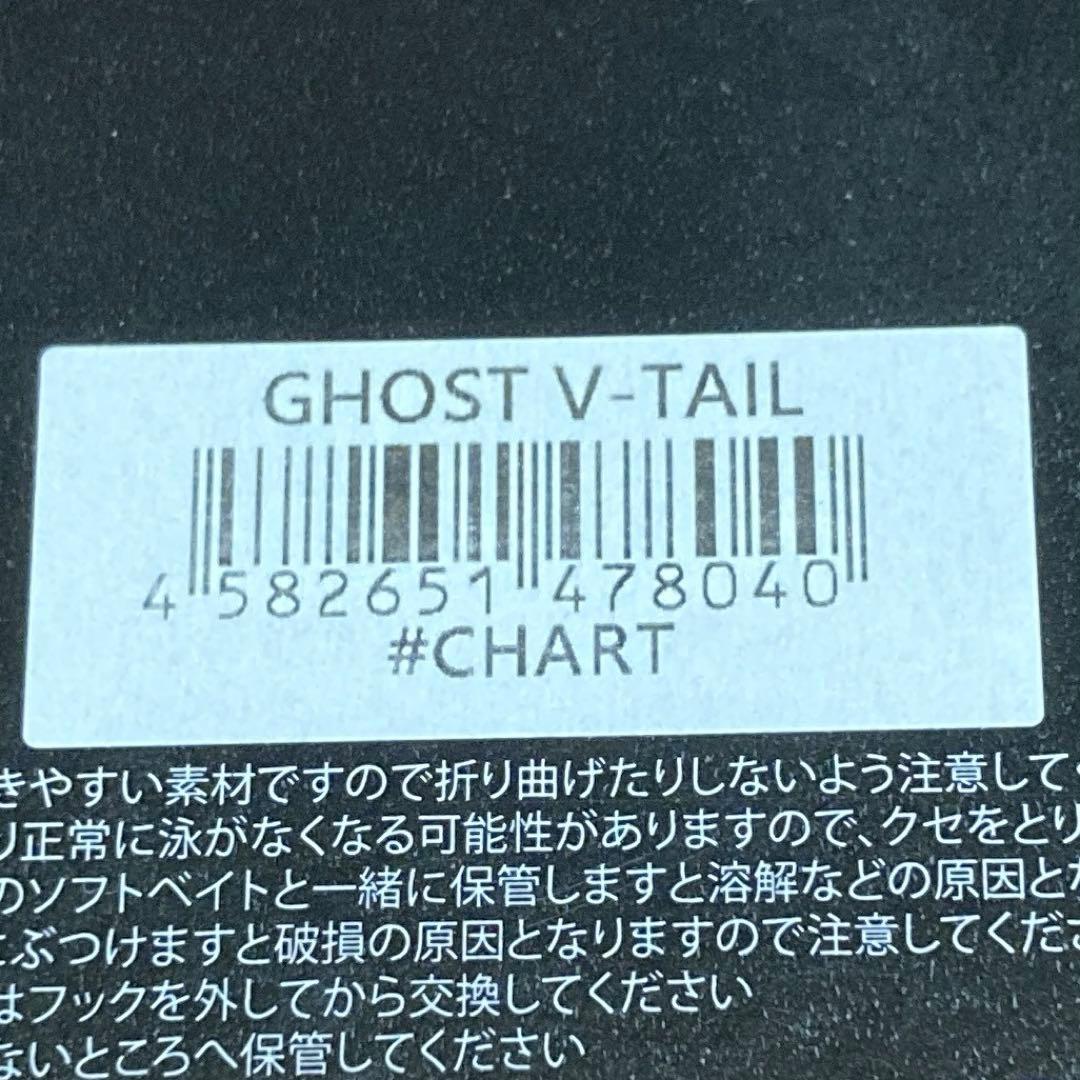 GHOST V-TAIL
4 582651 478040
#CHART
きやすい素材ですので折り曲げたりしないよう注意して
り正常に泳がなくなる可能性がありますので、クセをとり
のソフトベイトと一緒に保管しますと溶解などの原因とな
ぶつけますと破損の原因となりますので注意してくださ
はフックを外してから交換してください
ないところへ保管してください